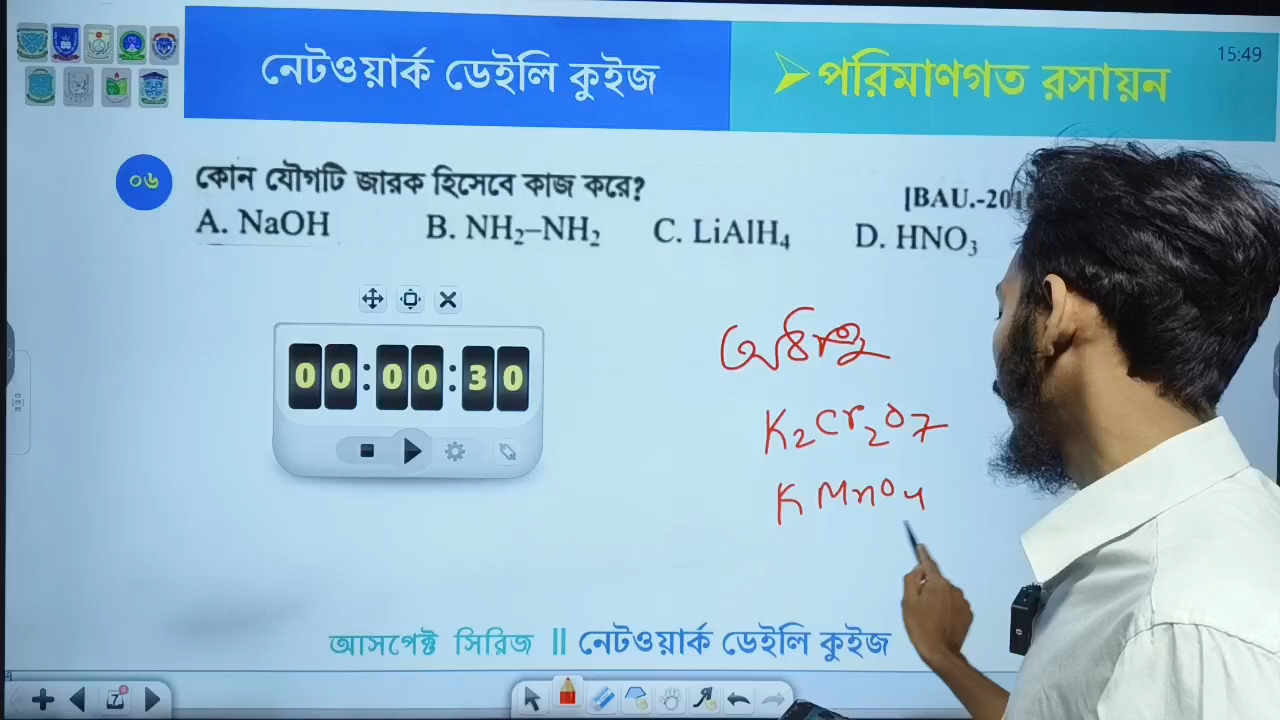 নেটওয়ার্ক ডেইলি কুইজ
➢পরিমাণগত রসায়ন
15:49
০৬
কোন যৌগটি জারক হিসেবে কাজ করে?
[BAU.-201
A. NaOH B. NH₂–NH₂ C. LiAlH₄ D. HNO₃
00:00:30
K₂Cr₂O₇
KMnO₄
আসপেক্ট সিরিজ || নেটওয়ার্ক ডেইলি কুইজ